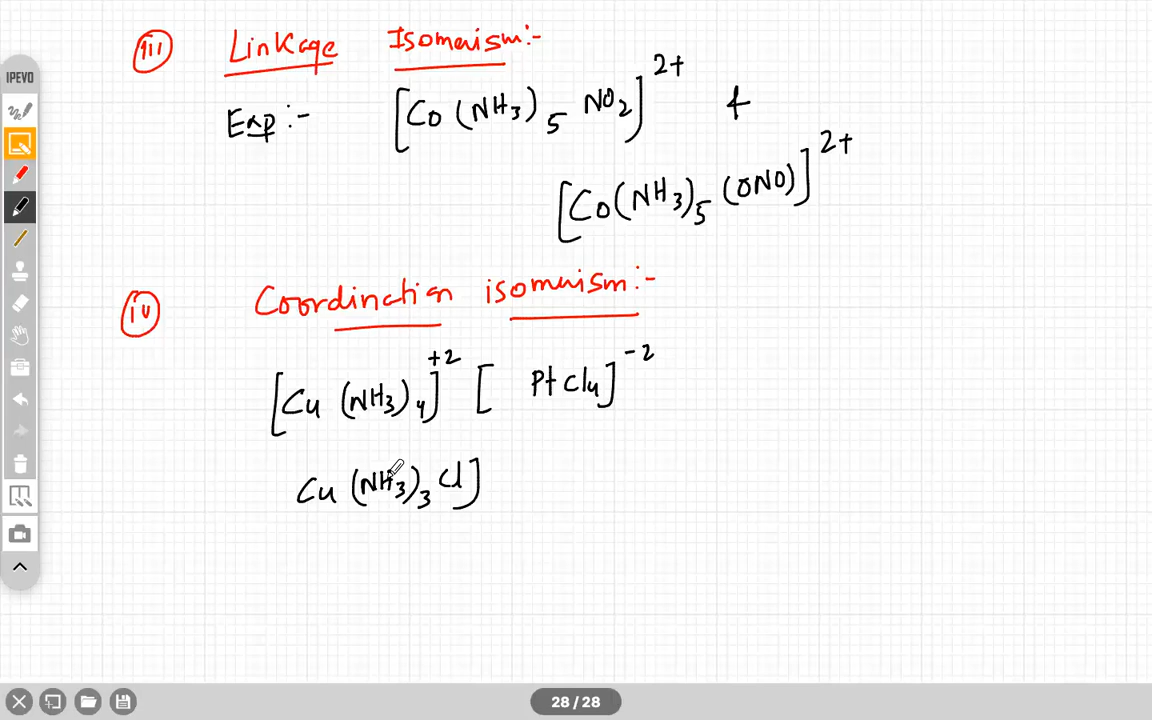 IPEVO
(iii) Linkage Isomerism:-
Exp:- [Co (NH3)5 NO2]2+ &
[Co(NH3)5 (ONO)]2+
(iv) Coordination isomerism:-
[Cu (NH3)4]+2 [ PtCl4]-2
Cu (NH3)3 Cl]
28 / 28